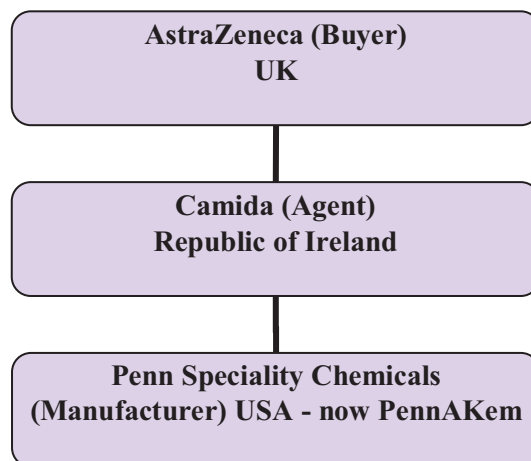 AstraZeneca (Buyer)
UK
Camida (Agent)
Republic of Ireland
Penn Speciality Chemicals
(Manufacturer) USA - now PennAKem